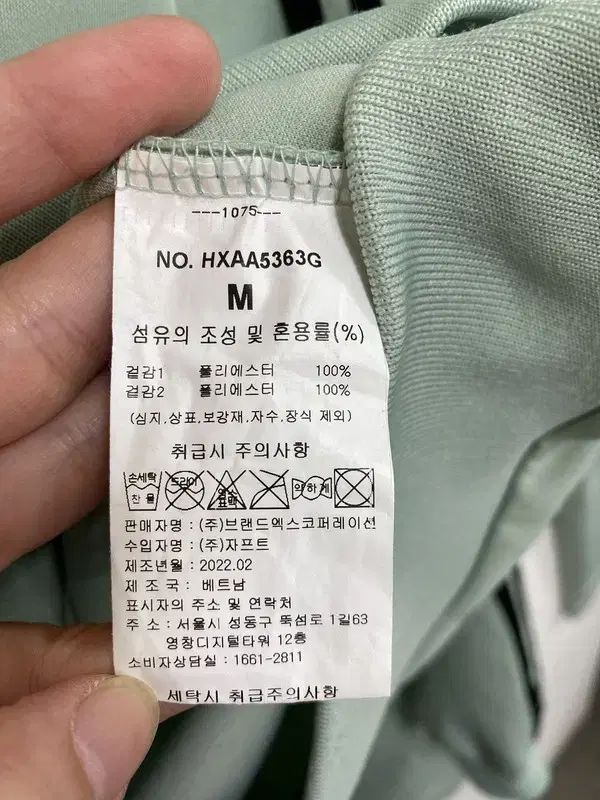 ---1075---
NO. HXAA5363G
M
섬유의 조성 및 혼용률(%)
겉감1 폴리에스터 100%
겉감2 폴리에스터 100%
(심지,상표,보강재,자수,장식 제외)
취급시 주의사항
손세탁 드라이 염소 표백 약하게
찬 물
판매자명 : (주)브랜드엑스코퍼레이션
수입자명 : (주)자프트
제조년월 : 2022.02
제 조 국 : 베트남
표시자의 주소 및 연락처
주 소 : 서울시 성동구 뚝섬로 1길63
영창디지털타워 12층
소비자상담실 : 1661-2811
세탁시 취급주의사항